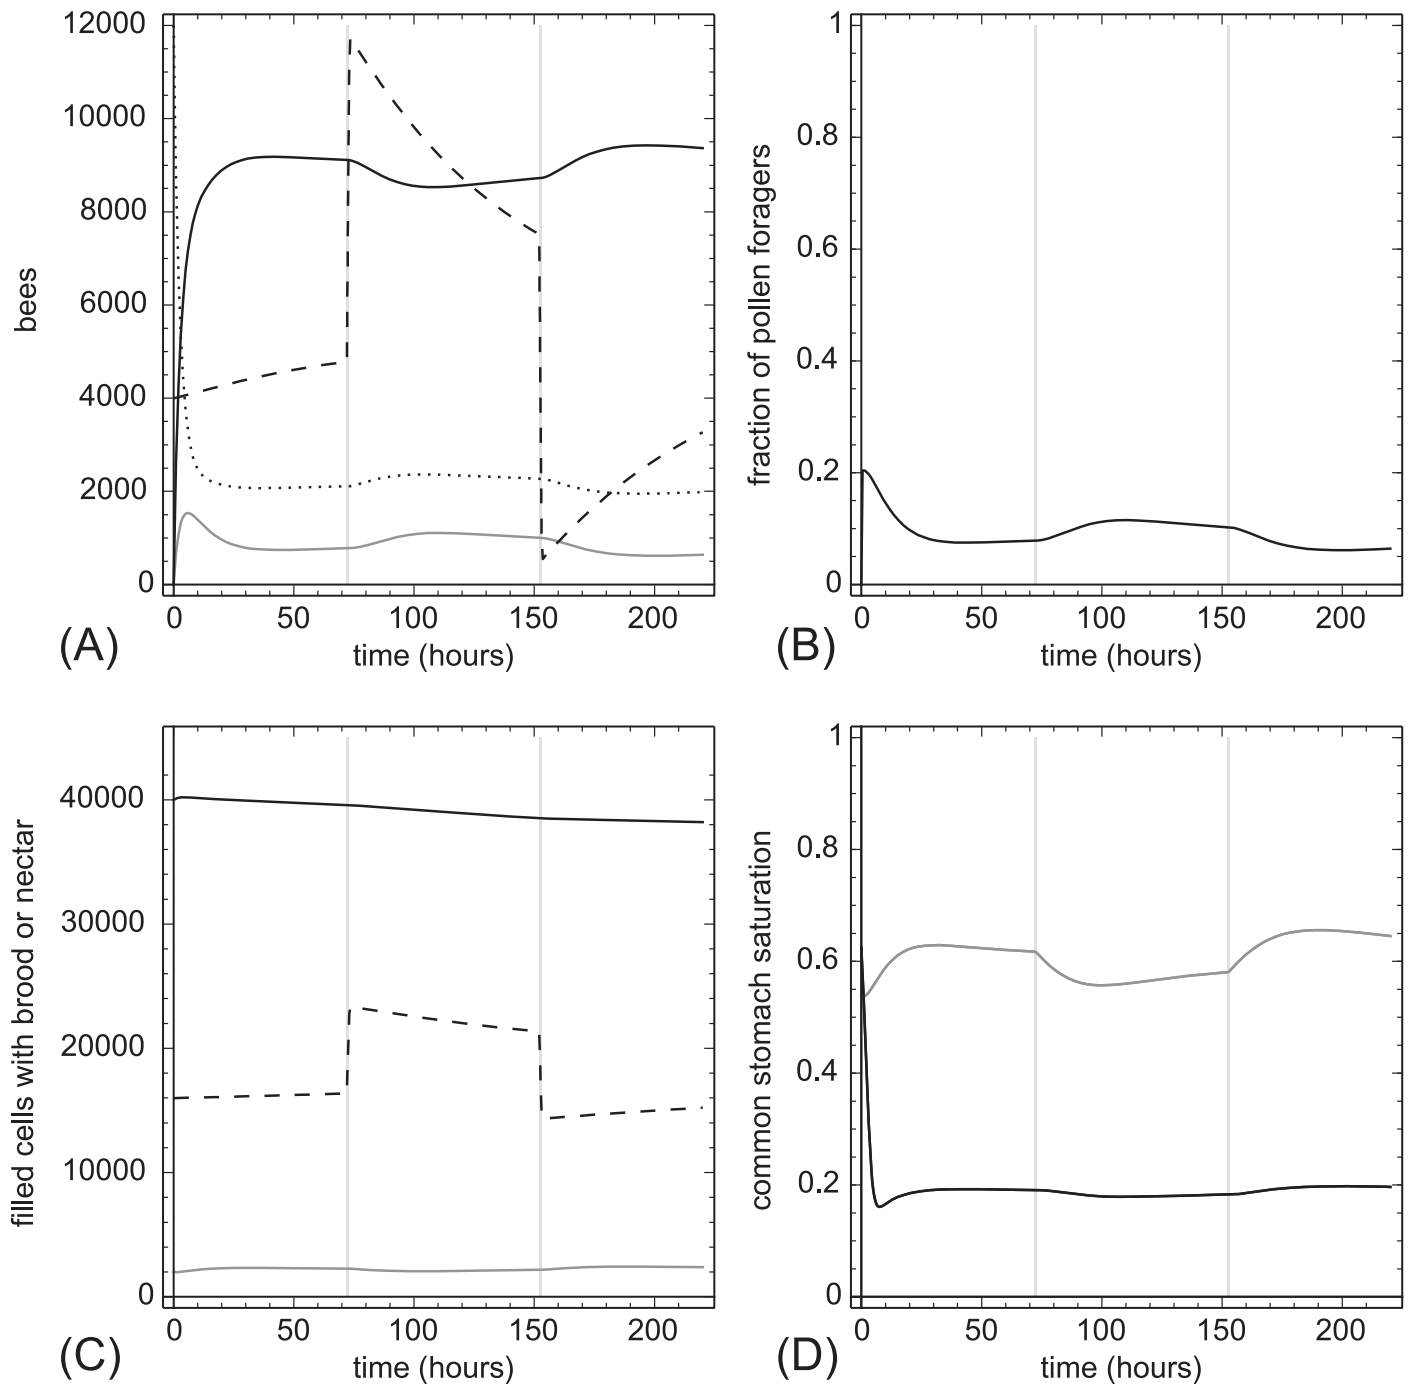 12000
10000
8000
6000
4000
2000
0
bees
0 50 100 150 200
time (hours)
(A)
1
0.8
0.6
0.4
0.2
0
fraction of pollen foragers
0 50 100 150 200
time (hours)
(B)
40000
30000
20000
10000
0
filled cells with brood or nectar
0 50 100 150 200
time (hours)
(C)
1
0.8
0.6
0.4
0.2
0
common stomach saturation
0 50 100 150 200
time (hours)
(D)